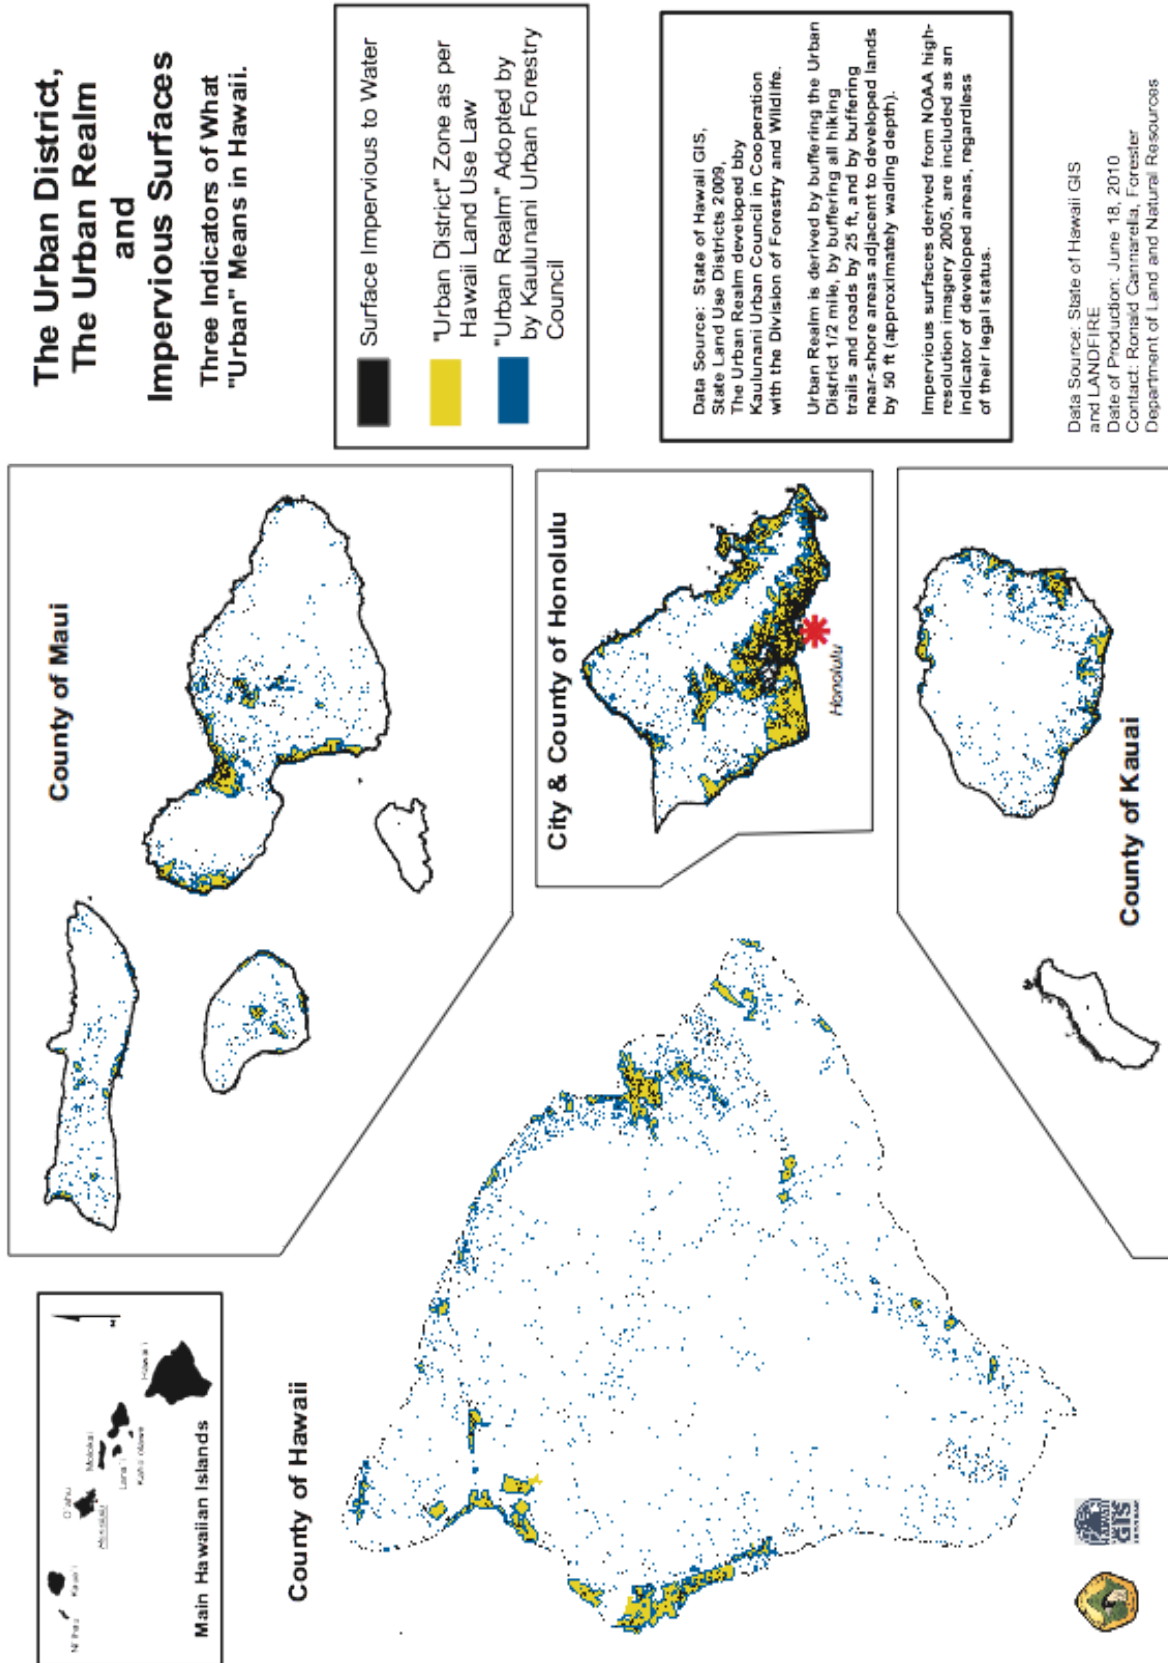 The Urban District,
The Urban Realm
and
Impervious Surfaces
Three Indicators of What
"Urban" Means in Hawaii.
Surface Impervious to Water
"Urban District" Zone as per
Hawaii Land Use Law
"Urban Realm" Adopted by
by Kaulunani Urban Forestry
Council
Data Source: State of Hawaii GIS,
State Land Use Districts 2009,
The Urban Realm developed bby
Kaulunani Urban Council in Cooperation
with the Division of Forestry and Wildlife.
Urban Realm is derived by buffering the Urban
District 1/2 mile, by buffering all hiking
trails and roads by 25 ft, and by buffering
near-shore areas adjacent to developed lands
by 50 ft (approximately wading depth).
Impervious surfaces derived from NOAA high-
resolution imagery 2005, are included as an
indicator of developed areas, regardless
of their legal status.
Data Source: State of Hawaii GIS
and LANDFIRE
Date of Production: June 18, 2010
Contact: Ronald Cannarella, Forester
Department of Land and Natural Resources
County of Maui
City & County of Honolulu
Honolulu
County of Kauai
County of Hawaii
Main Hawaiian Islands
Kaua'i
O'ahu
Honolulu
Moloka'i
Lana'i
Hawai'i
HAWAII
GIS